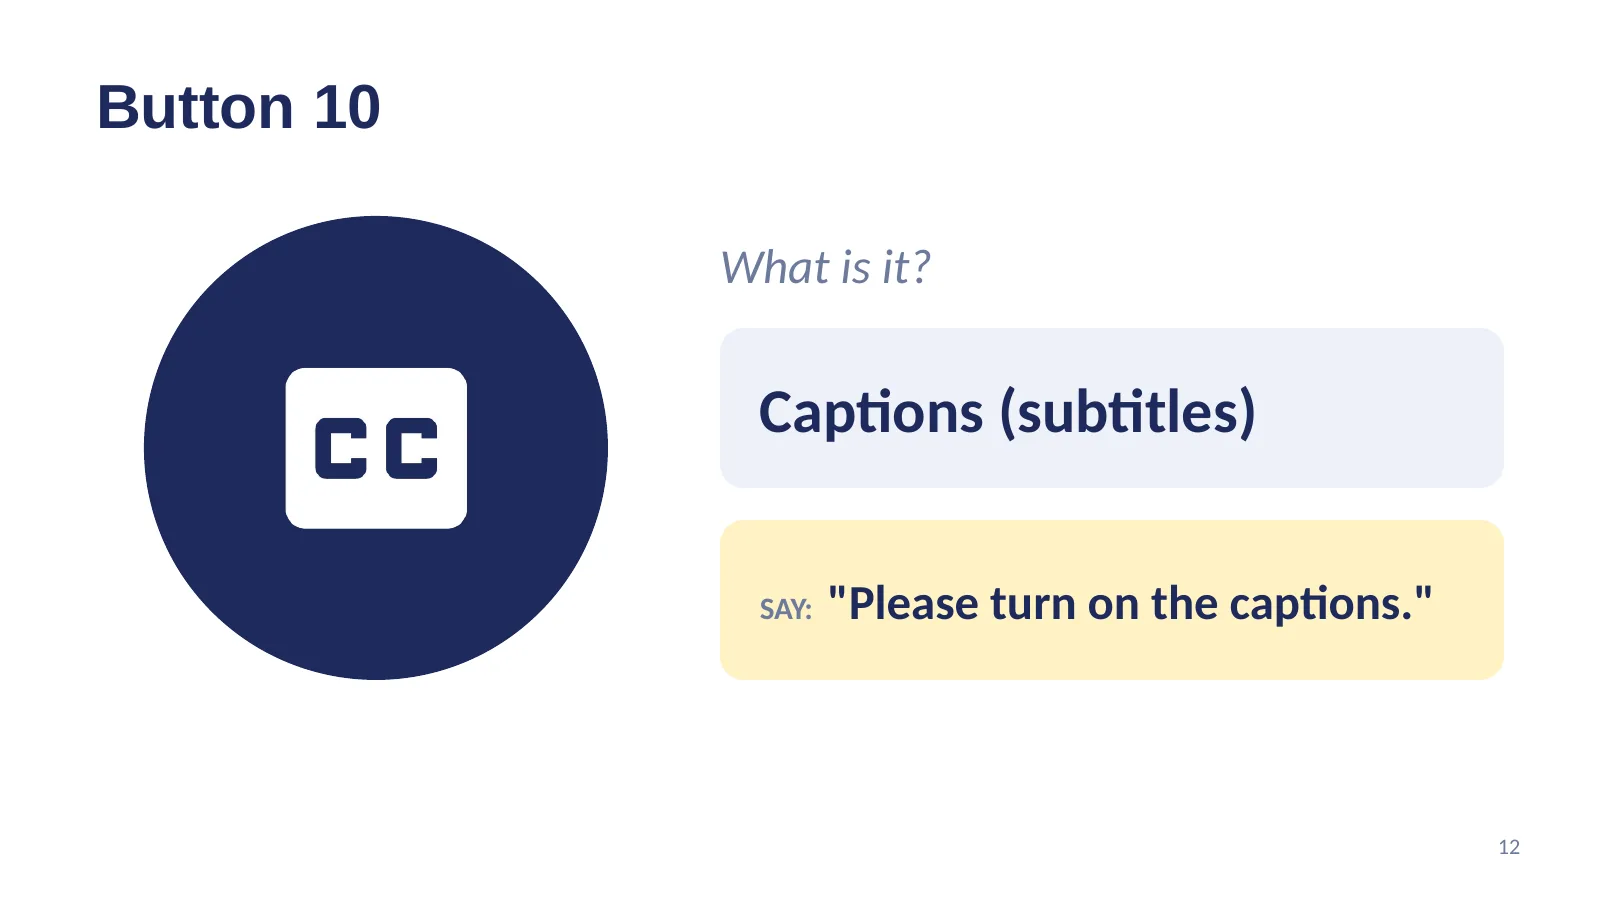 Button 10
CC
What is it?
Captions (subtitles)
SAY: "Please turn on the captions."
12